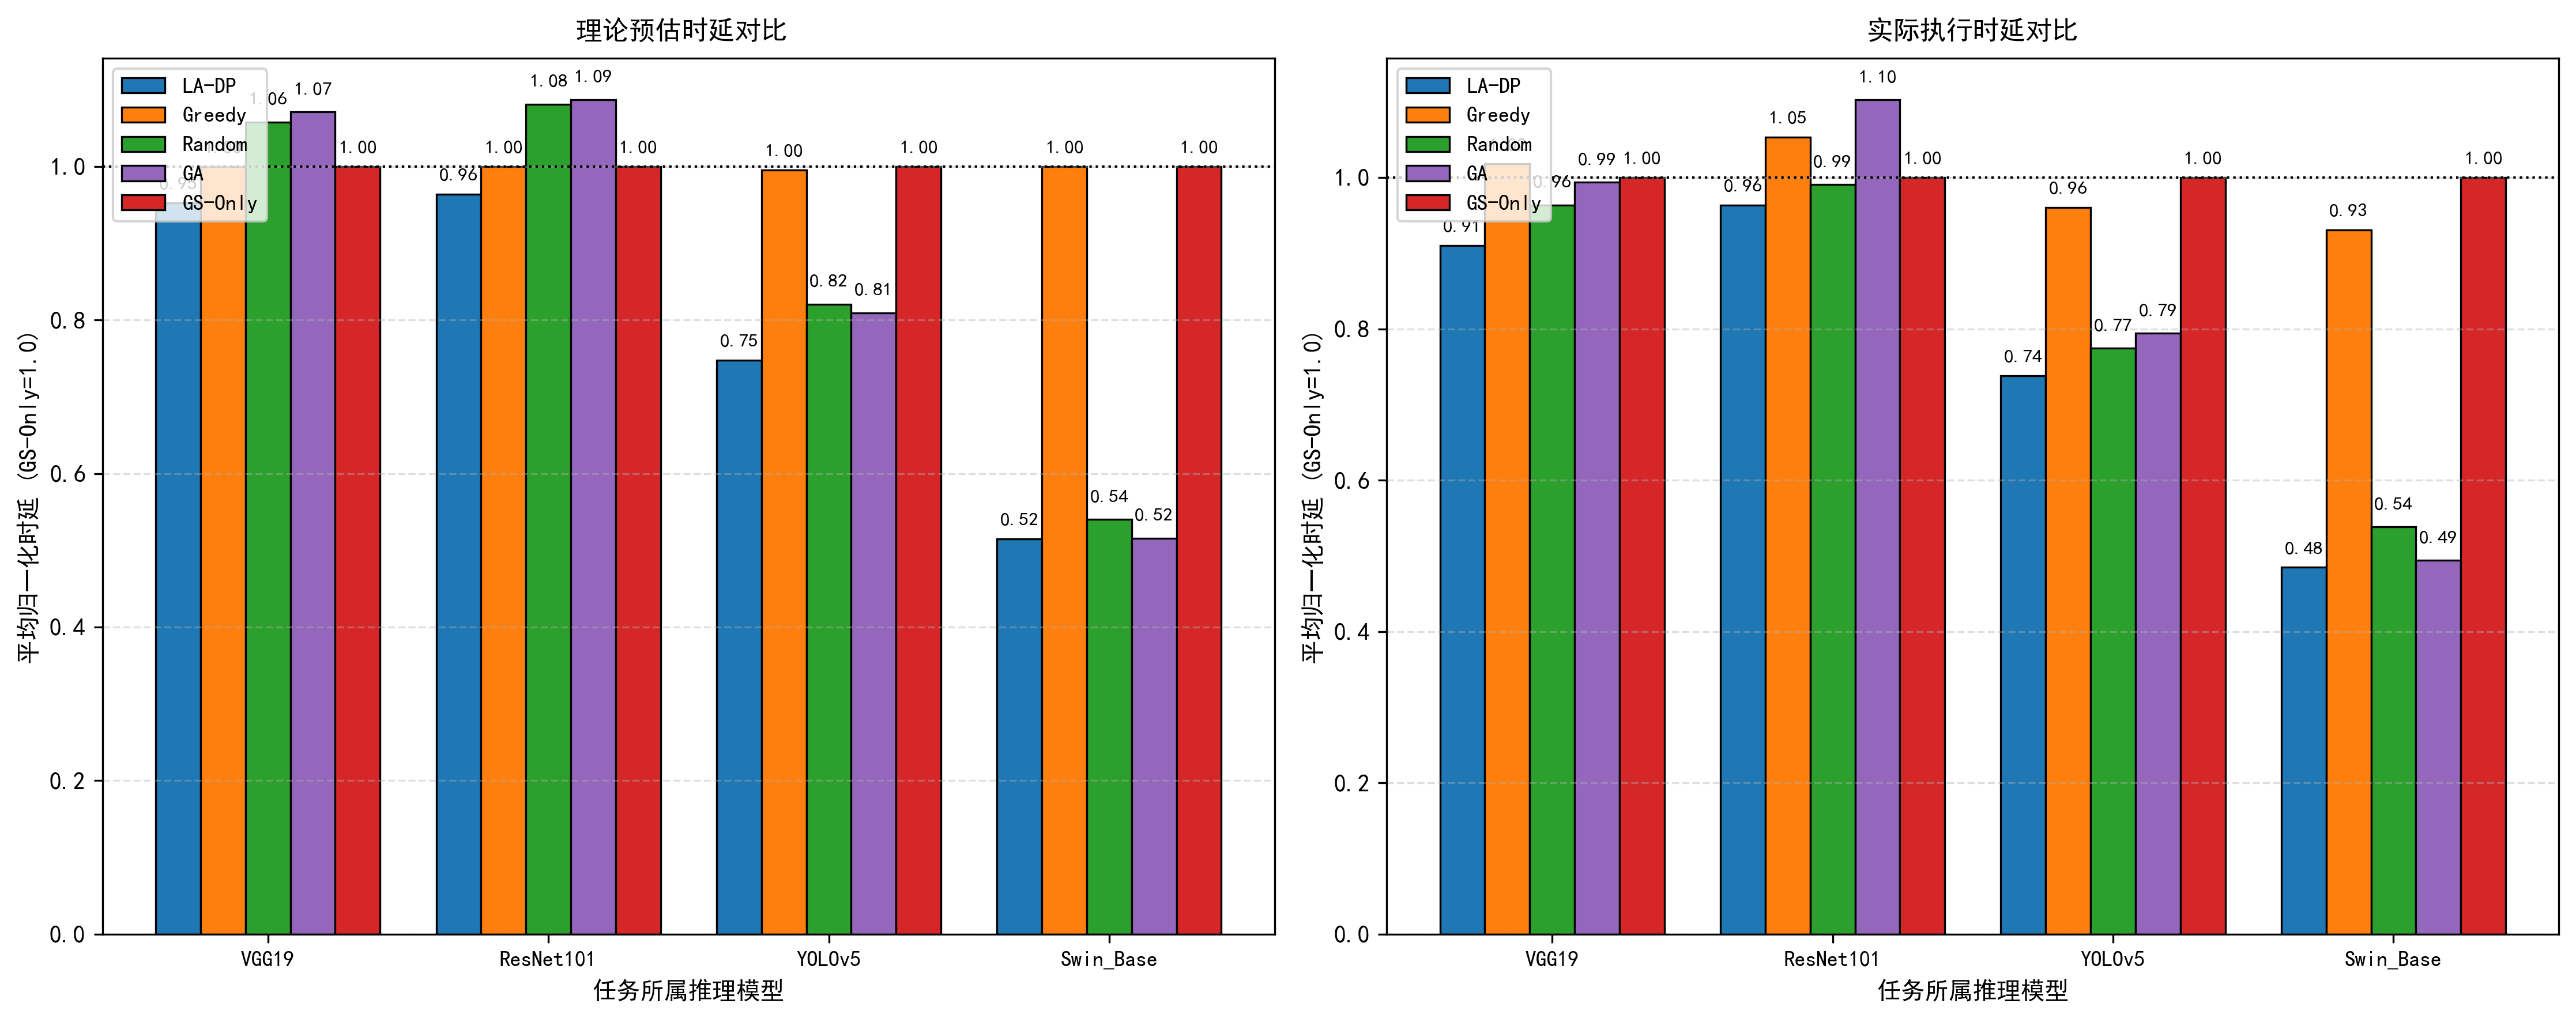 理论预估时延对比
LA-DP
Greedy
Random
GA
GS-Only
0.95
1.06
1.07
1.00
0.96
1.00
1.08
1.09
1.00
0.75
1.00
0.82
0.81
1.00
0.52
1.00
0.54
0.52
1.00
1.0
0.8
0.6
0.4
0.2
0.0
平均归一化时延 (GS-Only=1.0)
VGG19
ResNet101
YOLOv5
Swin_Base
任务所属推理模型
实际执行时延对比
LA-DP
Greedy
Random
GA
GS-Only
0.91
0.96
0.99
1.00
0.96
1.05
0.99
1.10
1.00
0.74
0.96
0.77
0.79
1.00
0.48
0.93
0.54
0.49
1.00
1.0
0.8
0.6
0.4
0.2
0.0
平均归一化时延 (GS-Only=1.0)
VGG19
ResNet101
YOLOv5
Swin_Base
任务所属推理模型